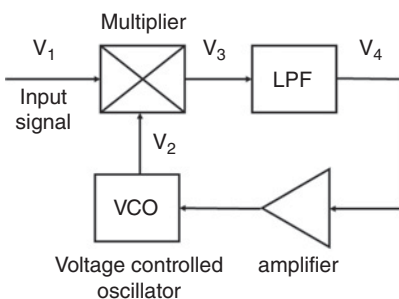 Multiplier
V1
V3
V4
LPF
Input
signal
V2
VCO
Voltage controlled
oscillator
amplifier